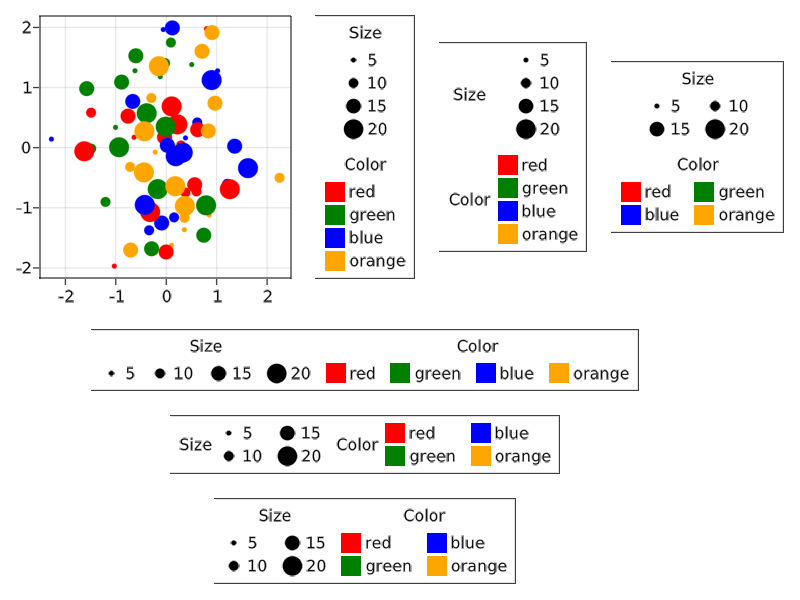 2
1
0
-1
-2
-2 -1 0 1 2
Size
5
10
15
20
Color
red
green
blue
orange
Size
5
10
15
20
Color
red
green
blue
orange
Size
5 10
15 20
Color
red green
blue orange
Size Color
5 10 15 20 red green blue orange
Size 5 15 Color red blue
10 20 green orange
Size Color
5 15 red blue
10 20 green orange